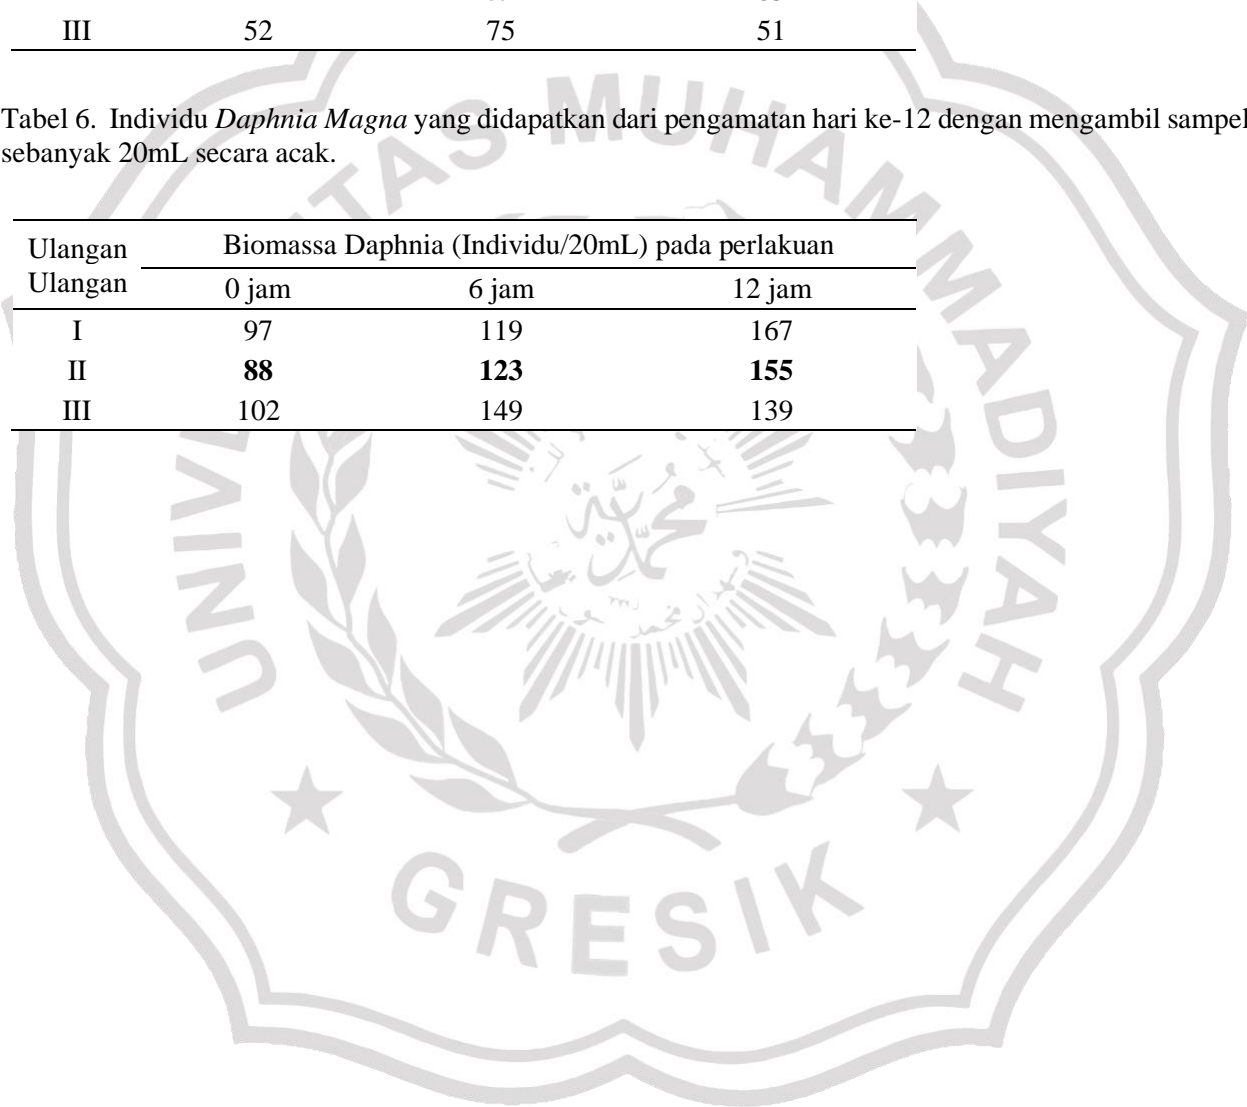 III 52 75 51
Tabel 6. Individu Daphnia Magna yang didapatkan dari pengamatan hari ke-12 dengan mengambil sampel
sebanyak 20mL secara acak.
Ulangan Biomassa Daphnia (Individu/20mL) pada perlakuan
Ulangan 0 jam 6 jam 12 jam
I 97 119 167
II 88 123 155
III 102 149 139
UNIVERSITAS MUHAMMADIYAH
GRESIK